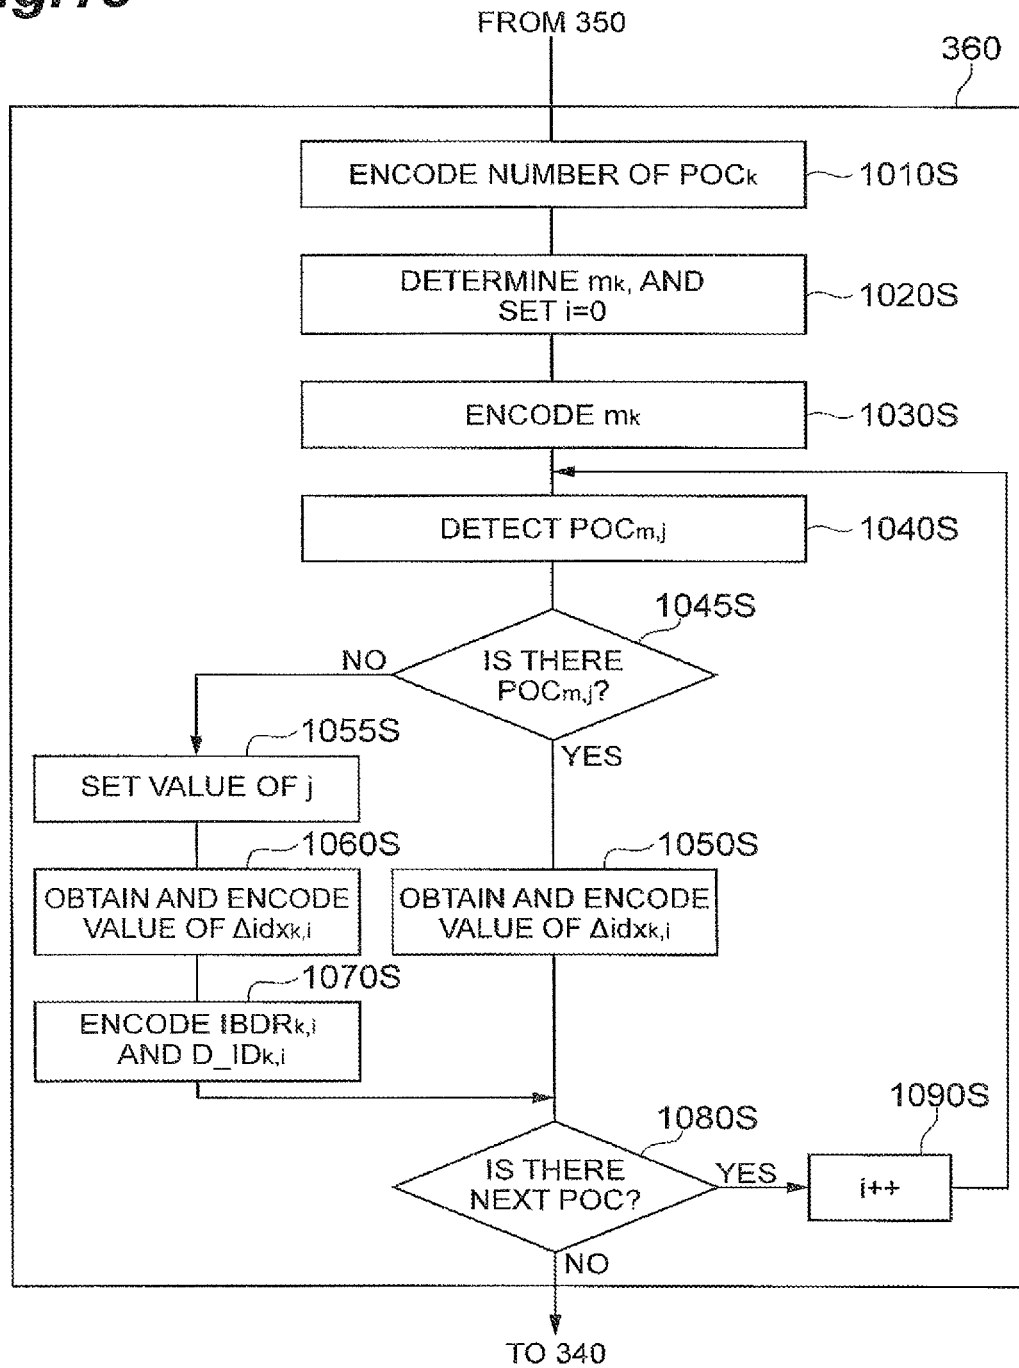 FROM 350
360
ENCODE NUMBER OF POCk
1010S
DETERMINE mk, AND
SET i=0
1020S
ENCODE mk
1030S
DETECT POCm,j
1040S
1045S
IS THERE
POCm,j?
NO
YES
1055S
SET VALUE OF j
1060S
OBTAIN AND ENCODE
VALUE OF Δidxk,i
1050S
OBTAIN AND ENCODE
VALUE OF Δidxk,i
1070S
ENCODE IBDRk,i
AND D_IDk,i
1080S
IS THERE
NEXT POC?
YES
1090S
i++
NO
TO 340